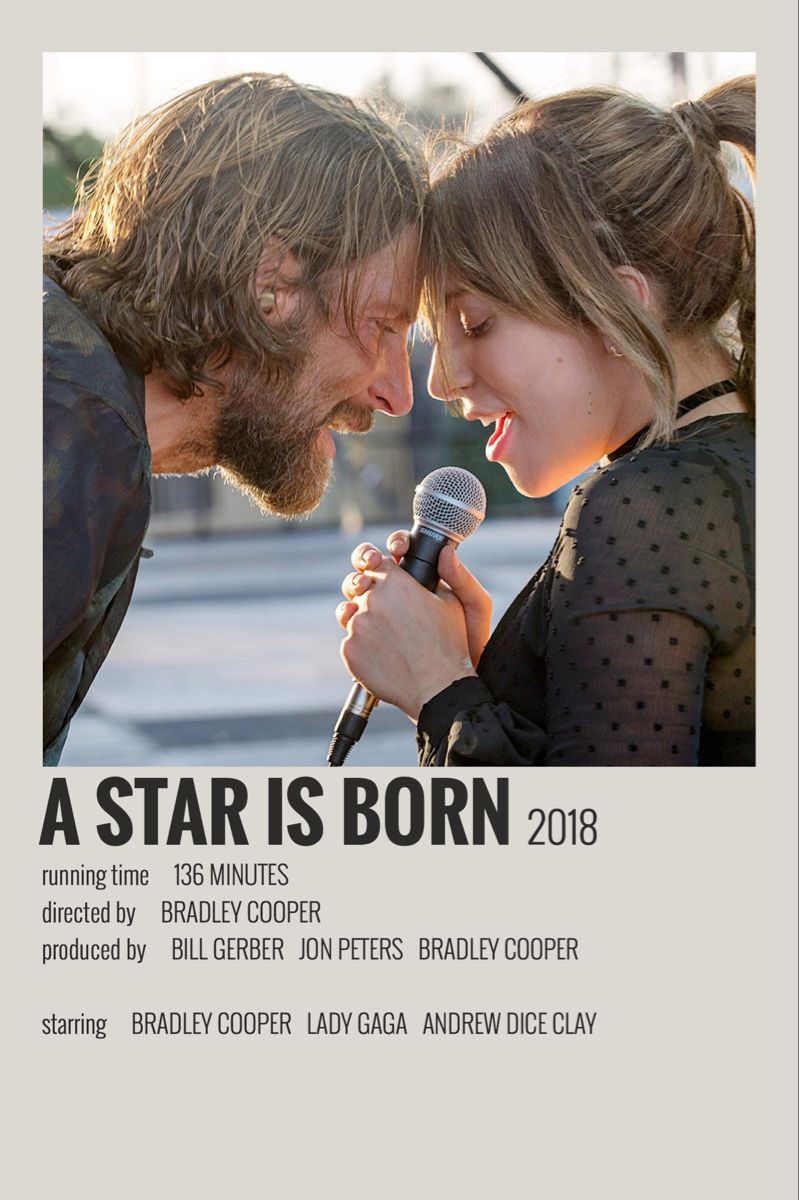 SHURE
A STAR IS BORN 2018
running time 136 MINUTES
directed by BRADLEY COOPER
produced by BILL GERBER JON PETERS BRADLEY COOPER
starring BRADLEY COOPER LADY GAGA ANDREW DICE CLAY